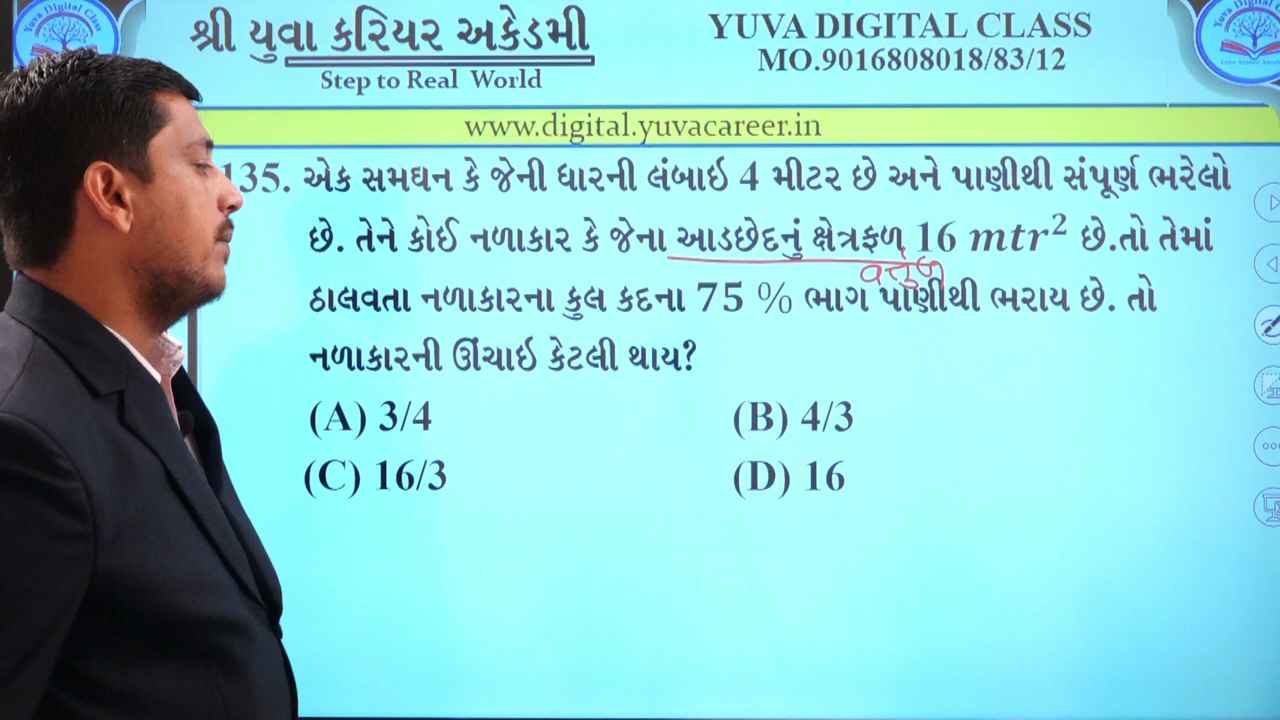 શ્રી યુવા કરિયર અકેડમી
Step to Real World
YUVA DIGITAL CLASS
MO.9016808018/83/12
www.digital.yuvacareer.in
135. એક સમઘન કે જેની ધારની લંબાઇ 4 મીટર છે અને પાણીથી સંપૂર્ણ ભરેલો
છે. તેને કોઈ નળાકાર કે જેના આડછેદનું ક્ષેત્રફળ 16 mtr² છે.તો તેમાં
વર્તુળ
ઠાલવતા નળાકારના કુલ કદના 75 % ભાગ પાણીથી ભરાય છે. તો
નળાકારની ઊંચાઇ કેટલી થાય?
(A) 3/4 (B) 4/3
(C) 16/3 (D) 16